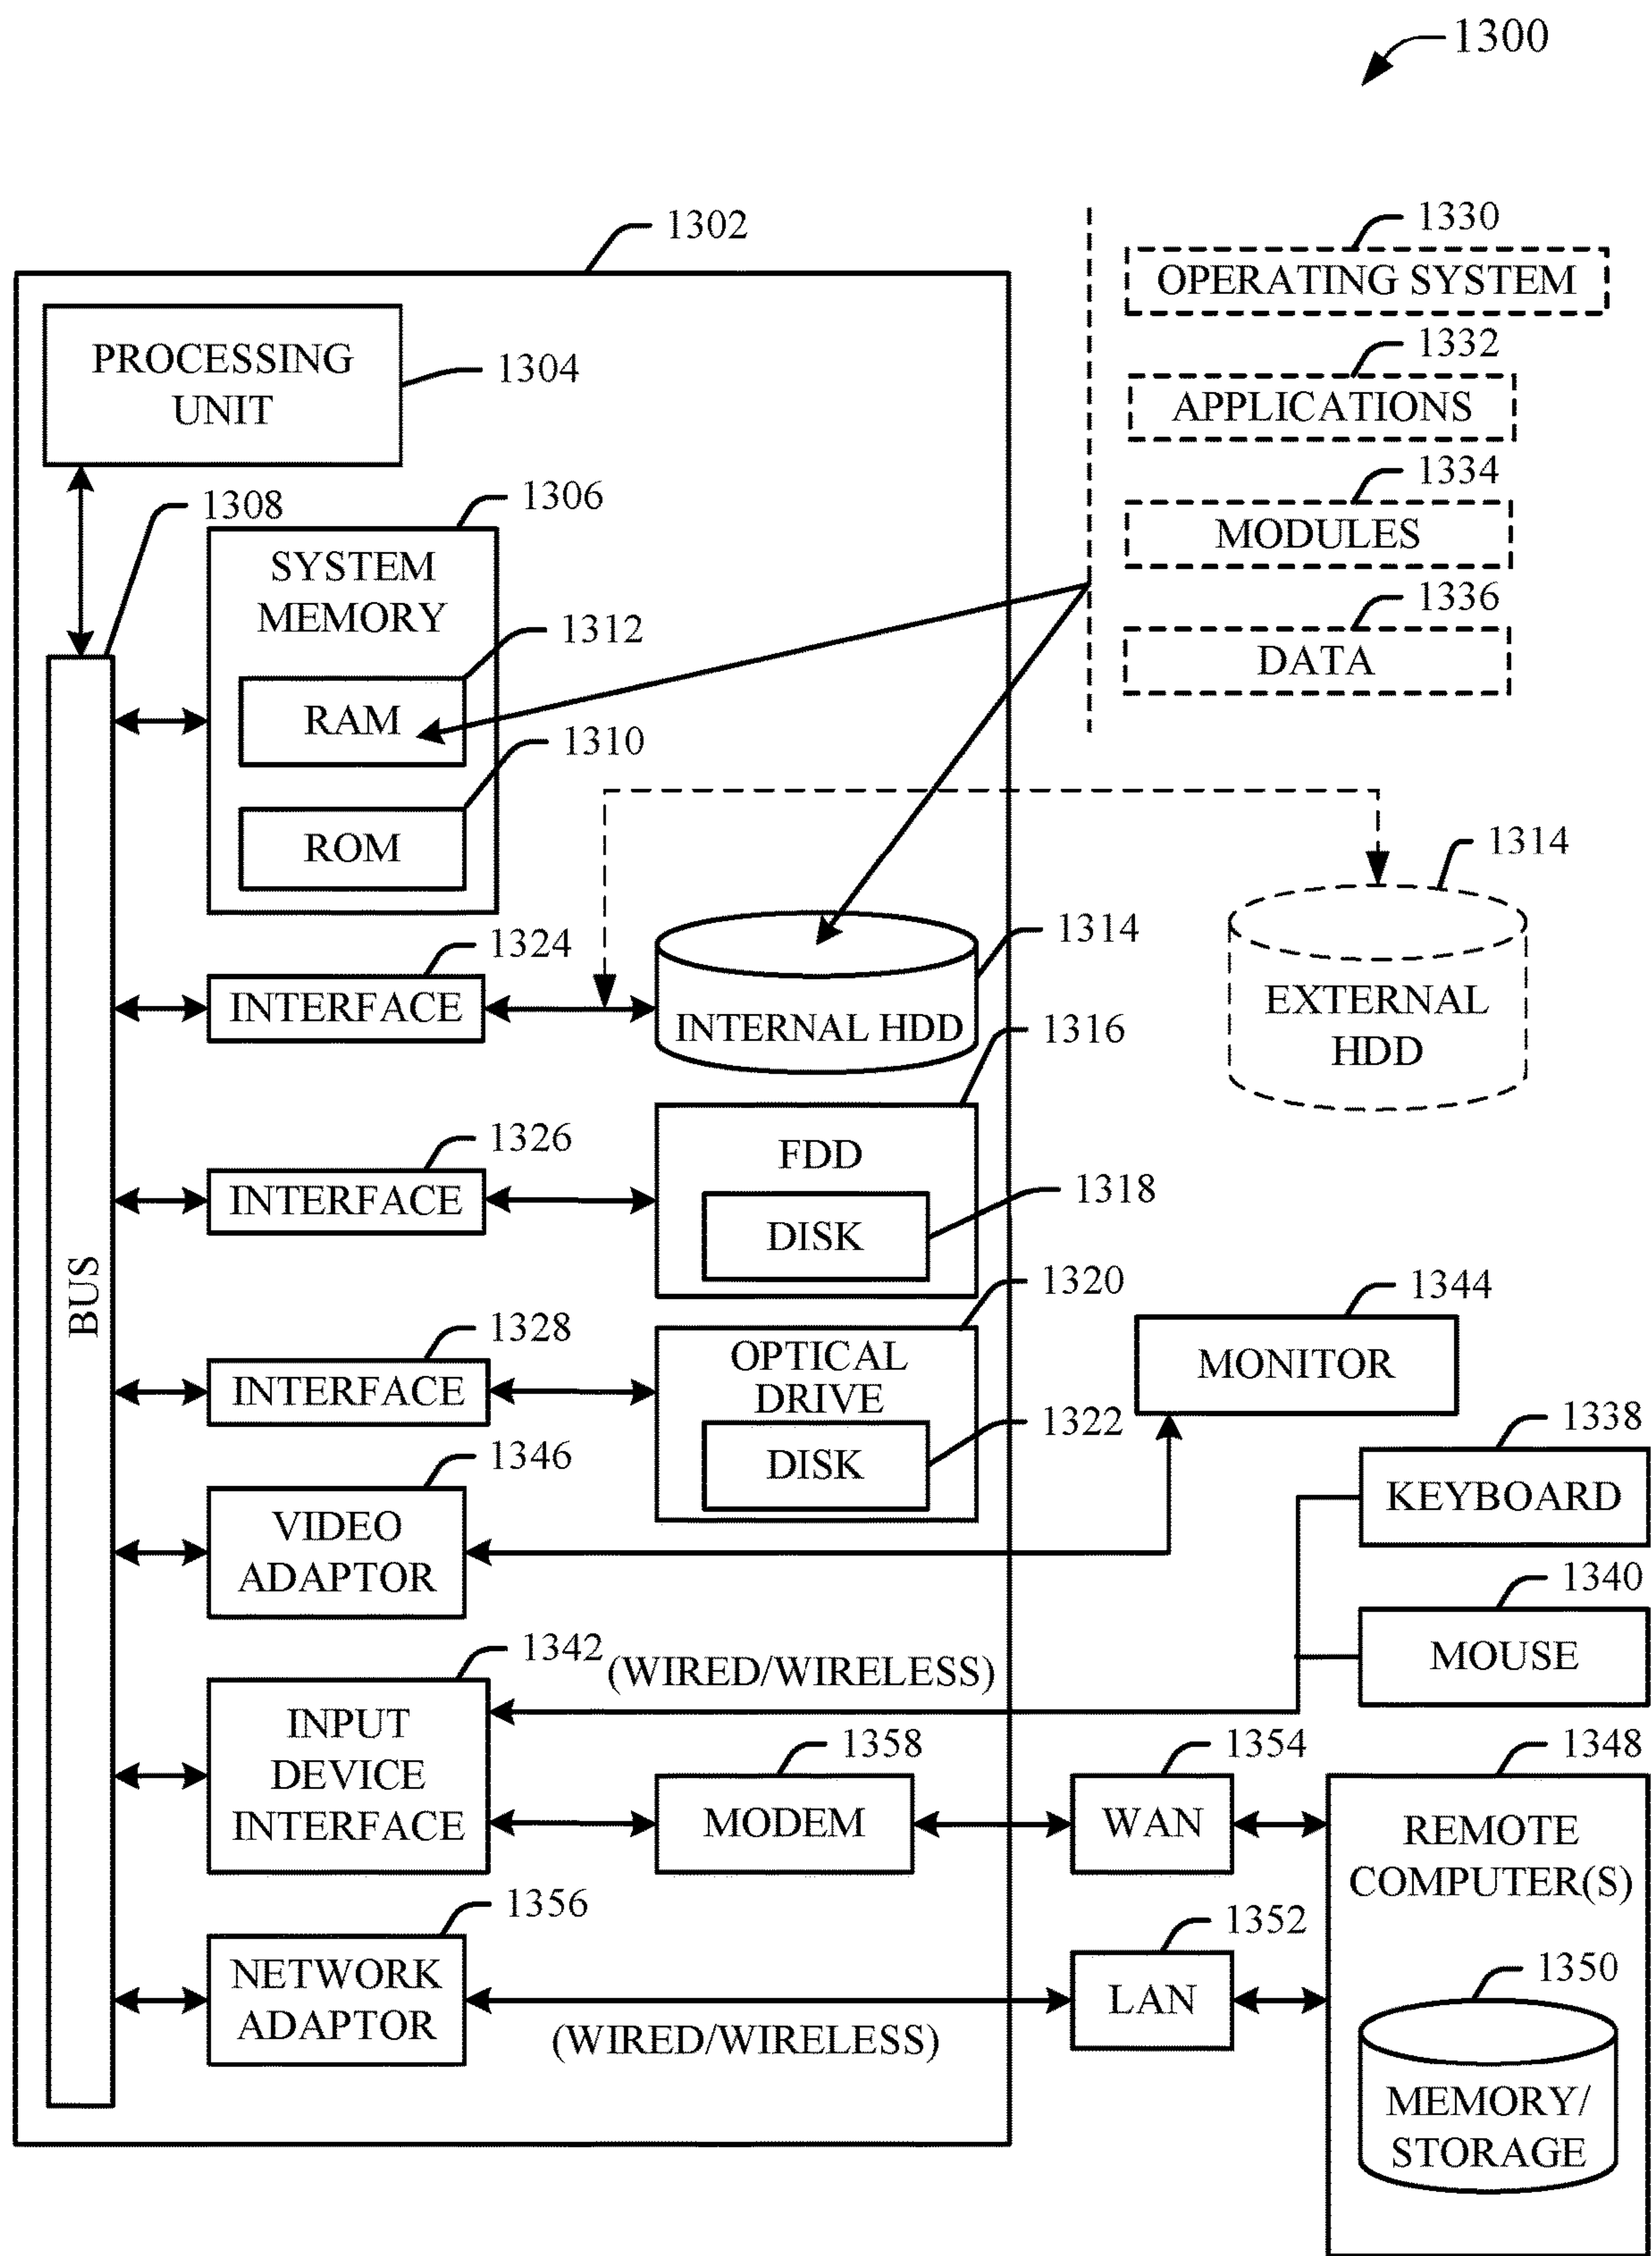 1300
1302
1330
OPERATING SYSTEM
1332
APPLICATIONS
1334
MODULES
1336
DATA
PROCESSING
UNIT
1304
1308
1306
SYSTEM
MEMORY
1312
RAM
1310
ROM
1324
INTERFACE
1314
INTERNAL HDD
1314
EXTERNAL
HDD
1316
1326
INTERFACE
FDD
1318
DISK
BUS
1320
1328
INTERFACE
OPTICAL
DRIVE
1322
DISK
1344
MONITOR
1346
VIDEO
ADAPTOR
1338
KEYBOARD
1340
MOUSE
1342
(WIRED/WIRELESS)
INPUT
DEVICE
INTERFACE
1358
MODEM
1354
WAN
1348
REMOTE
COMPUTER(S)
1356
NETWORK
ADAPTOR
(WIRED/WIRELESS)
1352
LAN
1350
MEMORY/
STORAGE